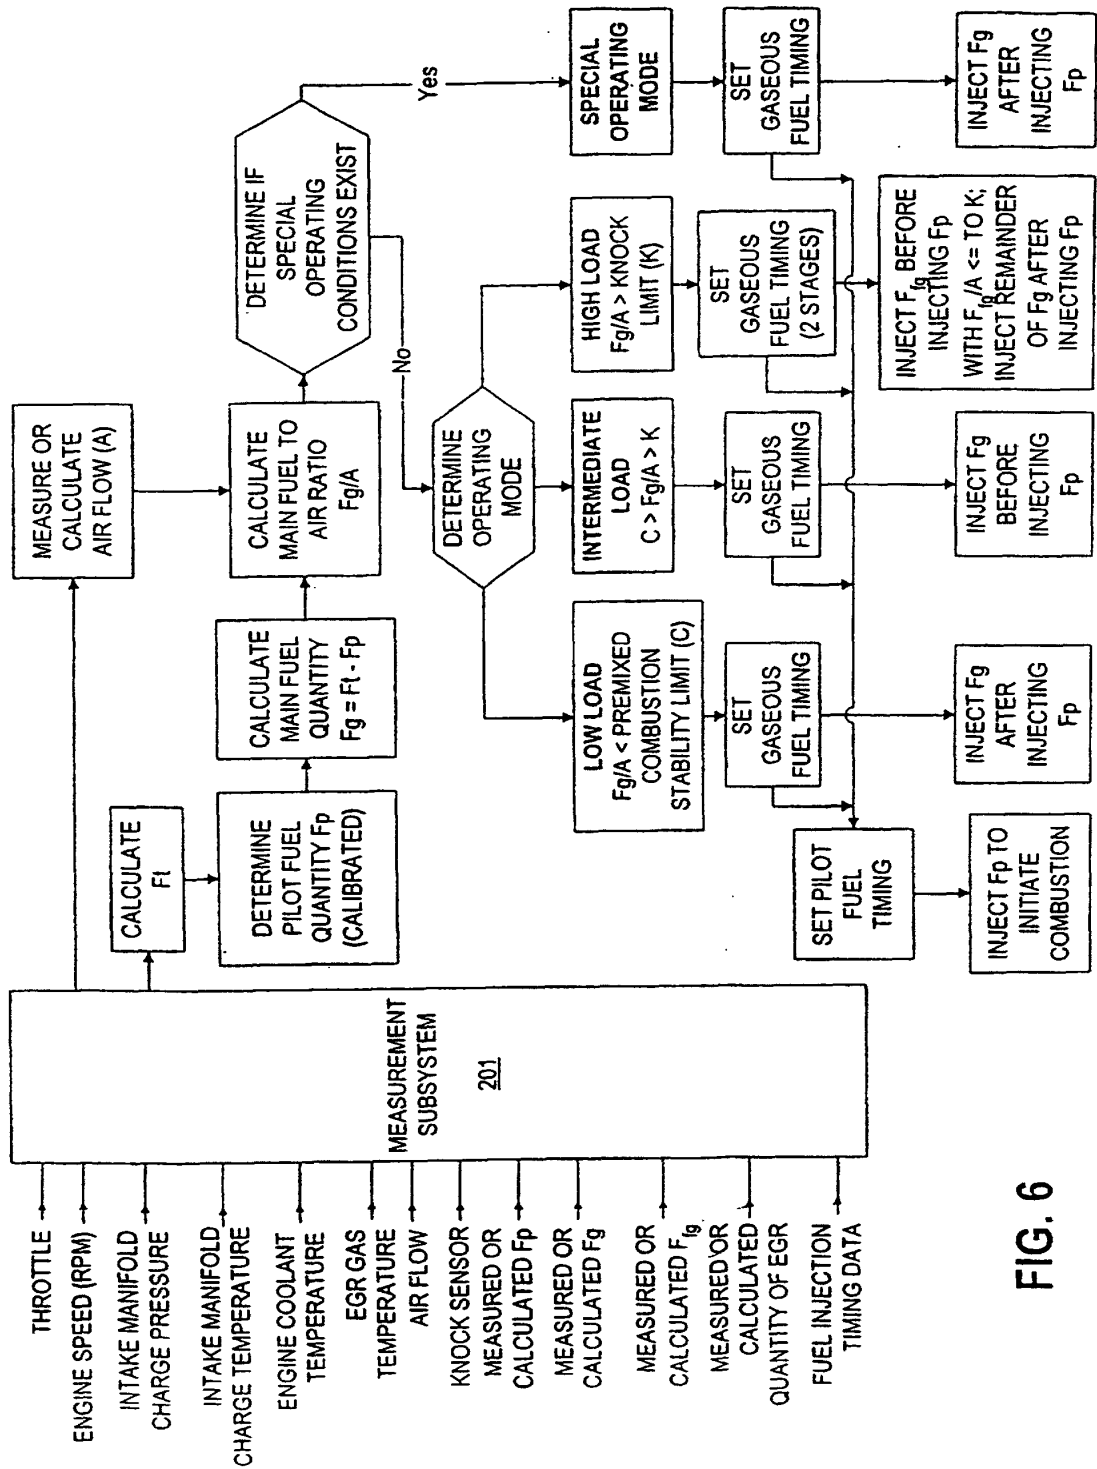 THROTTLE
ENGINE SPEED (RPM)
INTAKE MANIFOLD
CHARGE PRESSURE
INTAKE MANIFOLD
CHARGE TEMPERATURE
ENGINE COOLANT
TEMPERATURE
EGR GAS
TEMPERATURE
AIR FLOW
KNOCK SENSOR
MEASURED OR
CALCULATED Fp
MEASURED OR
CALCULATED Fg
MEASURED OR
CALCULATED Ffg
MEASURED OR
CALCULATED
QUANTITY OF EGR
FUEL INJECTION
TIMING DATA
MEASUREMENT
SUBSYSTEM
201
CALCULATE
Ft
DETERMINE
PILOT FUEL
QUANTITY Fp
(CALIBRATED)
CALCULATE
MAIN FUEL
QUANTITY
Fg = Ft - Fp
MEASURE OR
CALCULATE
AIR FLOW (A)
CALCULATE
MAIN FUEL TO
AIR RATIO
Fg/A
DETERMINE IF
SPECIAL
OPERATING
CONDITIONS EXIST
Yes
No
DETERMINE
OPERATING
MODE
LOW LOAD
Fg/A < PREMIXED
COMBUSTION
STABILITY LIMIT (C)
INTERMEDIATE
LOAD
C > Fg/A > K
HIGH LOAD
Fg/A > KNOCK
LIMIT (K)
SPECIAL
OPERATING
MODE
SET
GASEOUS
FUEL TIMING
SET
GASEOUS
FUEL TIMING
SET
GASEOUS
FUEL TIMING
(2 STAGES)
SET
GASEOUS
FUEL TIMING
SET PILOT
FUEL
TIMING
INJECT Fp TO
INITIATE
COMBUSTION
INJECT Fg
AFTER
INJECTING
Fp
INJECT Fg
BEFORE
INJECTING
Fp
INJECT Ffg BEFORE
INJECTING Fp
WITH Ffg/A <= TO K;
INJECT REMAINDER
OF Fg AFTER
INJECTING Fp
INJECT Fg
AFTER
INJECTING
Fp
FIG. 6